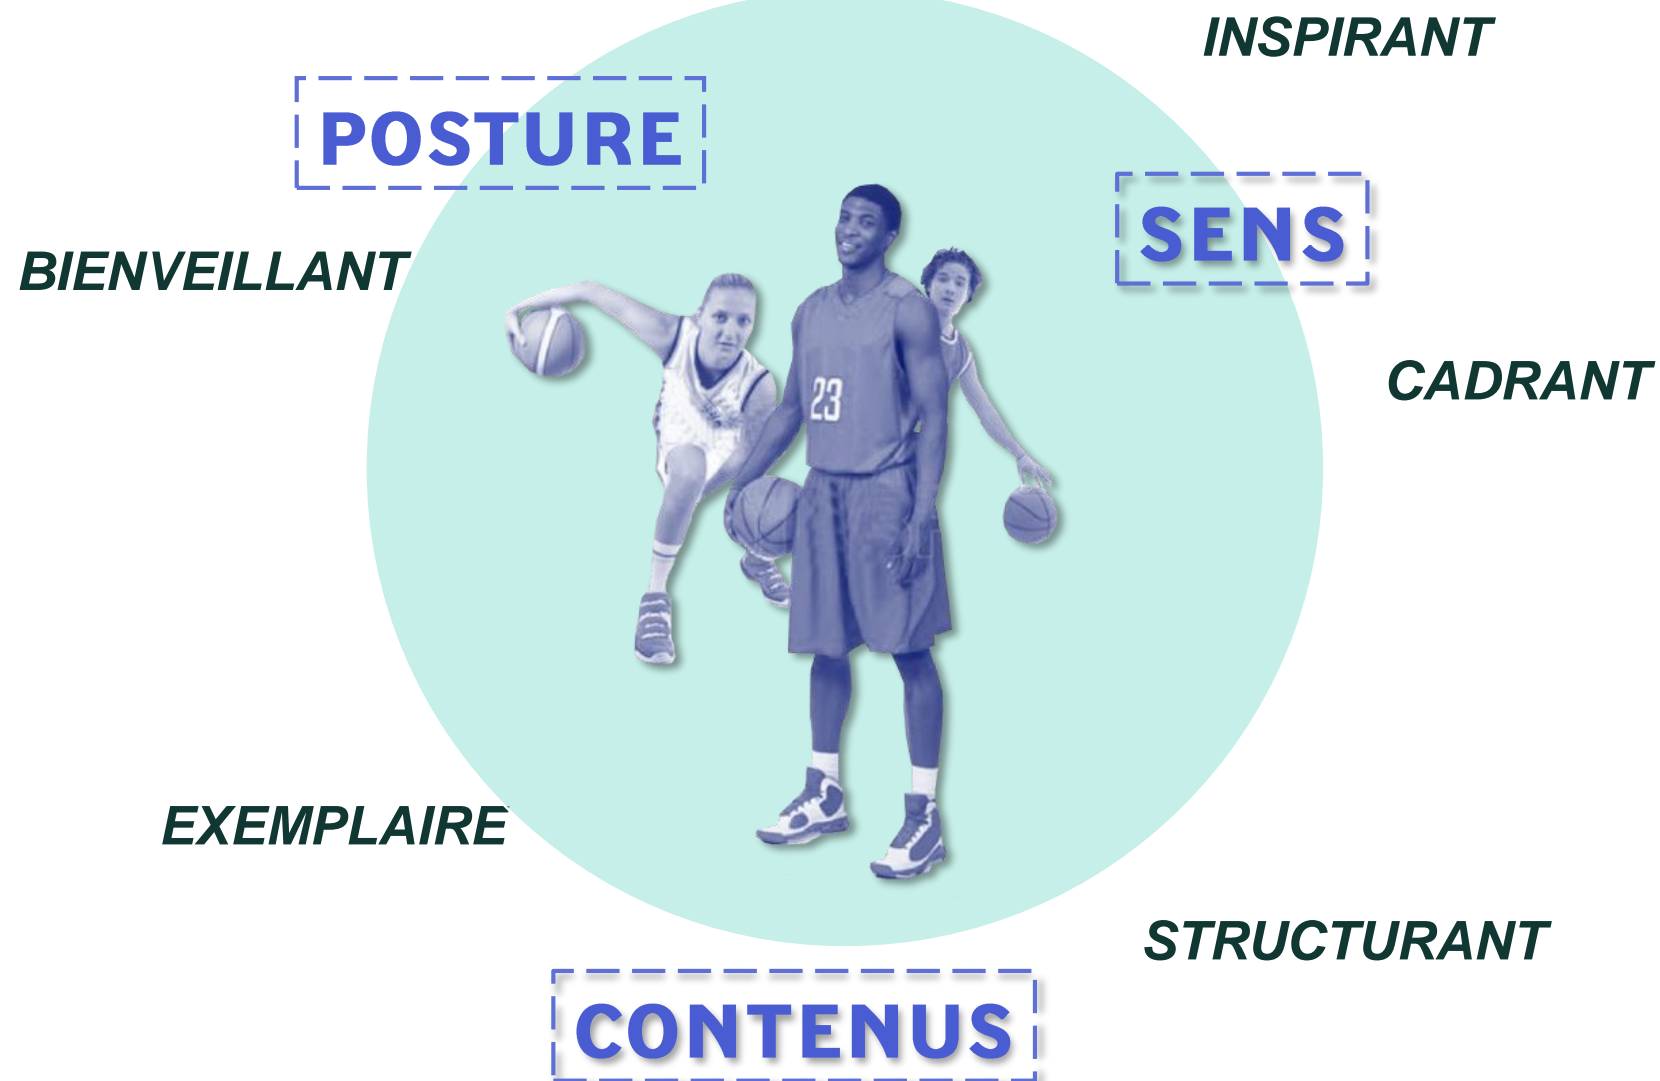 INSPIRANT
POSTURE
SENS
BIENVEILLANT
CADRANT
23
EXEMPLAIRE
STRUCTURANT
CONTENUS